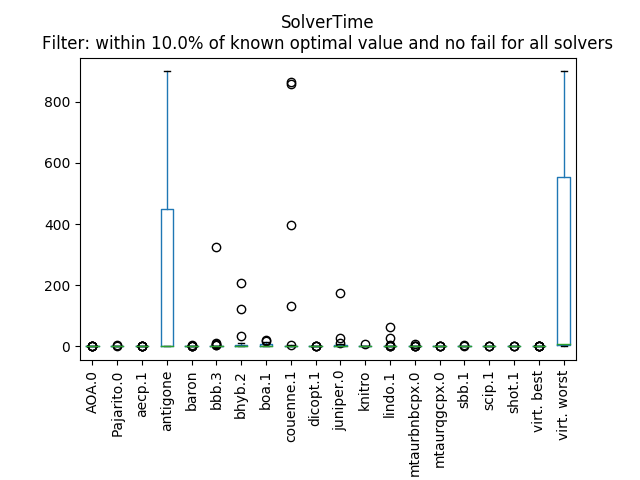 SolverTime
Filter: within 10.0% of known optimal value and no fail for all solvers
800
600
400
200
0
AOA.0
Pajarito.0
aecp.1
antigone
baron
bbb.3
bhyb.2
boa.1
couenne.1
dicopt.1
juniper.0
knitro
lindo.1
mtaurbnbcpx.0
mtaurqgcpx.0
sbb.1
scip.1
shot.1
virt. best
virt. worst